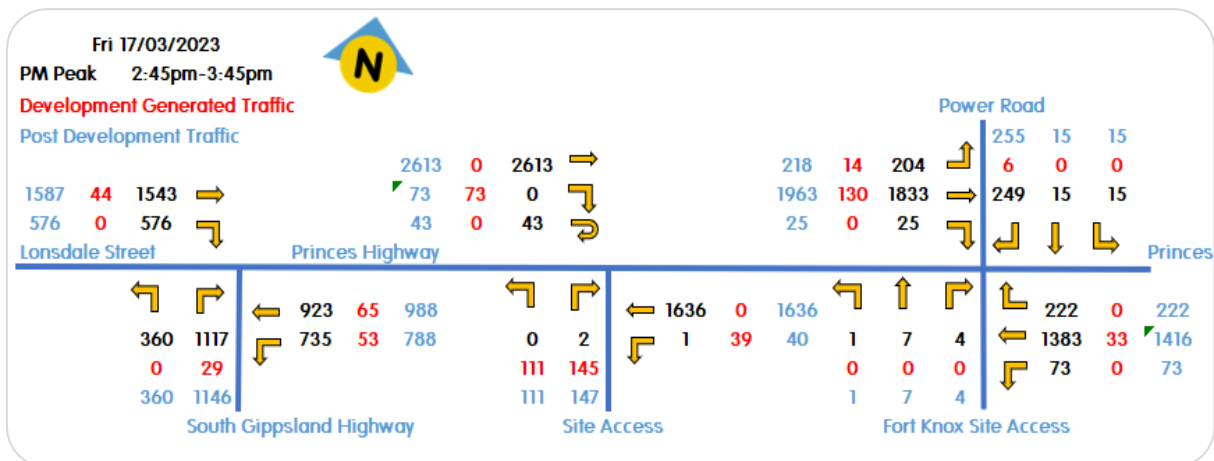 Fri 17/03/2023
N
PM Peak 2:45pm-3:45pm
Development Generated Traffic
Power Road
Post Development Traffic
255 15 15
2613 0 2613
218 14 204
6 0 0
1587 44 1543
73 73 0
1963 130 1833
249 15 15
576 0 576
43 0 43
25 0 25
Lonsdale Street
Princes Highway
Princes
923 65 988
1636 0 1636
222 0 222
360 1117
735 53 788
0 2
1 39 40
1 7 4
1383 33 1416
0 29
111 145
0 0 0
73 0 73
360 1146
111 147
1 7 4
South Gippsland Highway
Site Access
Fort Knox Site Access